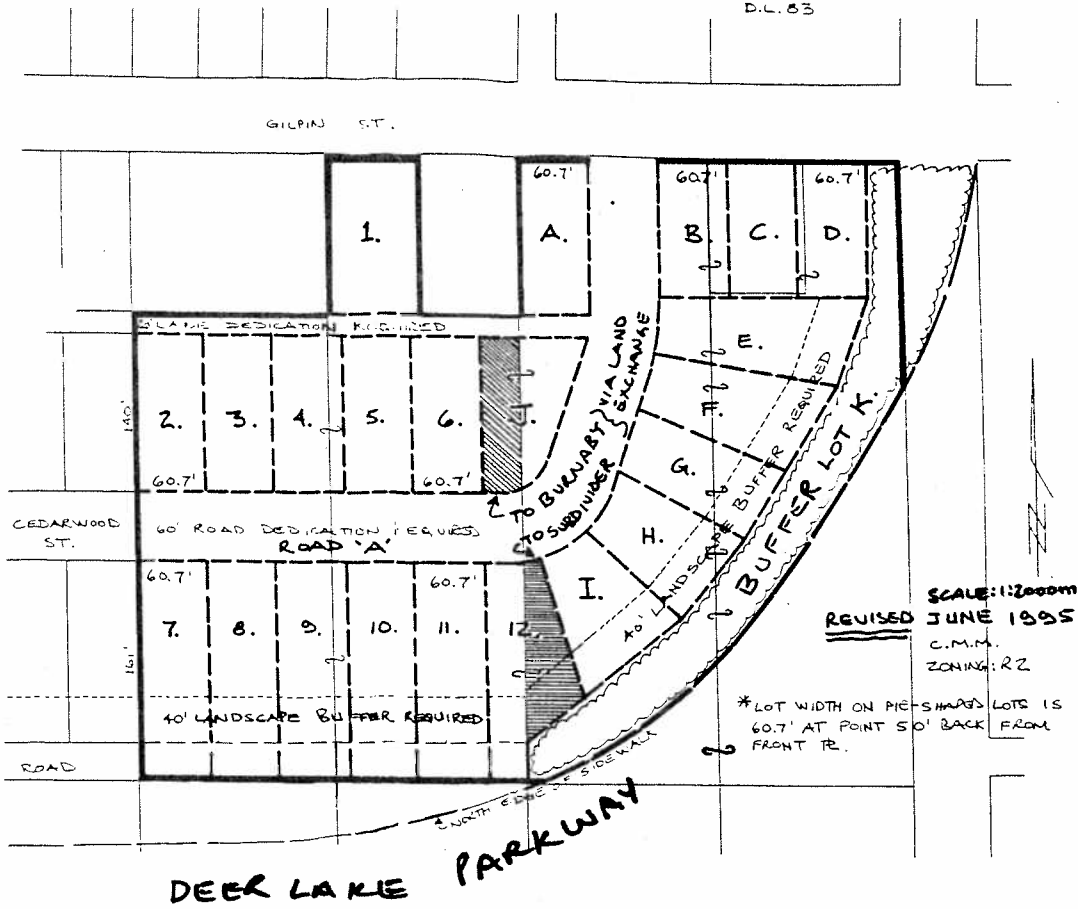 D.L. 83
GILPIN ST.
60.7'
60.7'
60.7'
1.
A.
B.
C.
D.
LANE DEDICATION REQUIRED
E.
140'
2.
3.
4.
5.
6.
J.
F.
60.7'
60.7'
G.
TO BURNABY } VIA LAND
TO SUBDIVIDER } EXCHANGE
H.
I.
40' LANDSCAPE BUFFER REQUIRED
BUFFER LOT K.
CEDARWOOD
ST.
60' ROAD DEDICATION REQUIRED
ROAD 'A'
60.7'
60.7'
7.
8.
9.
10.
11.
12.
161'
40' LANDSCAPE BUFFER REQUIRED
ROAD
NORTH EDGE OF SIDEWALK
DEER LAKE PARKWAY
SCALE: 1:2000m
REVISED JUNE 1995
C.M.M.
ZONING: R2
*LOT WIDTH ON PIE-SHAPED LOTS IS
60.7' AT POINT 50' BACK FROM
FRONT PL.